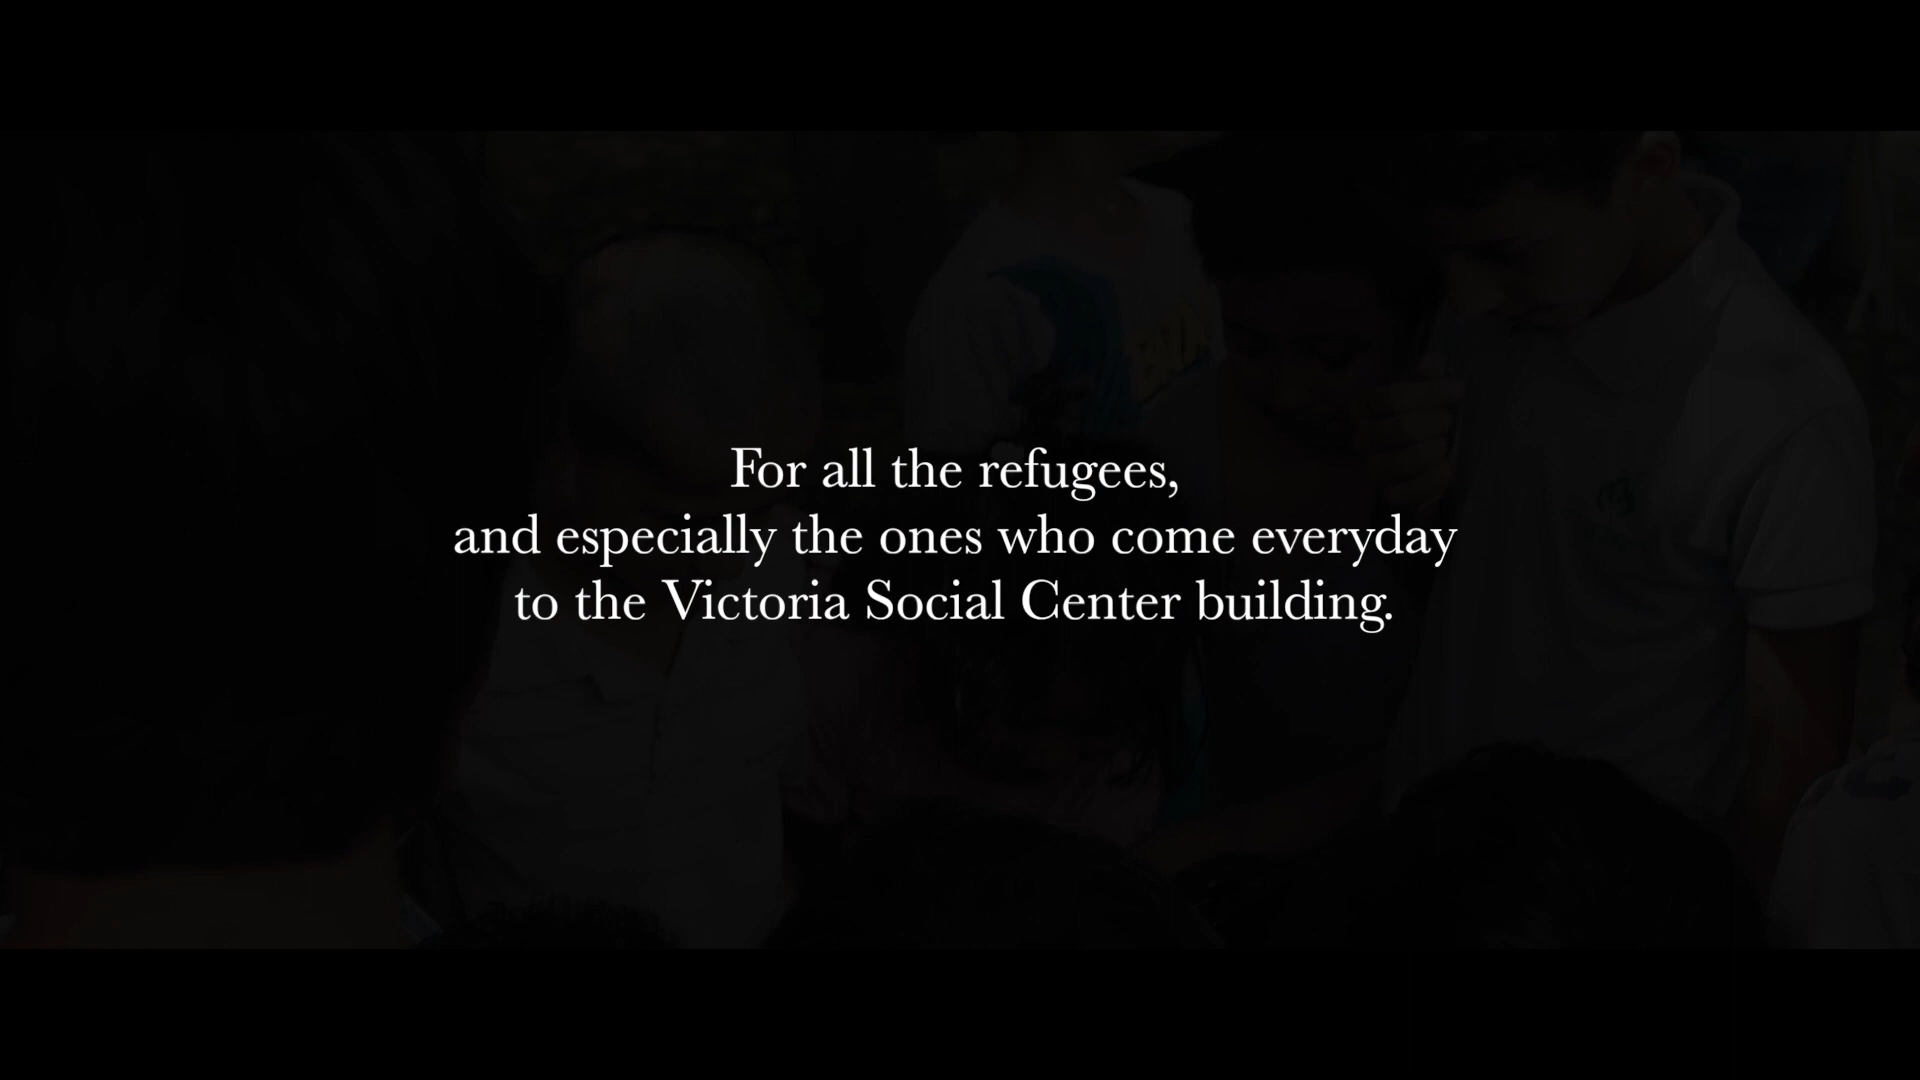 For all the refugees,
and especially the ones who come everyday
to the Victoria Social Center building.